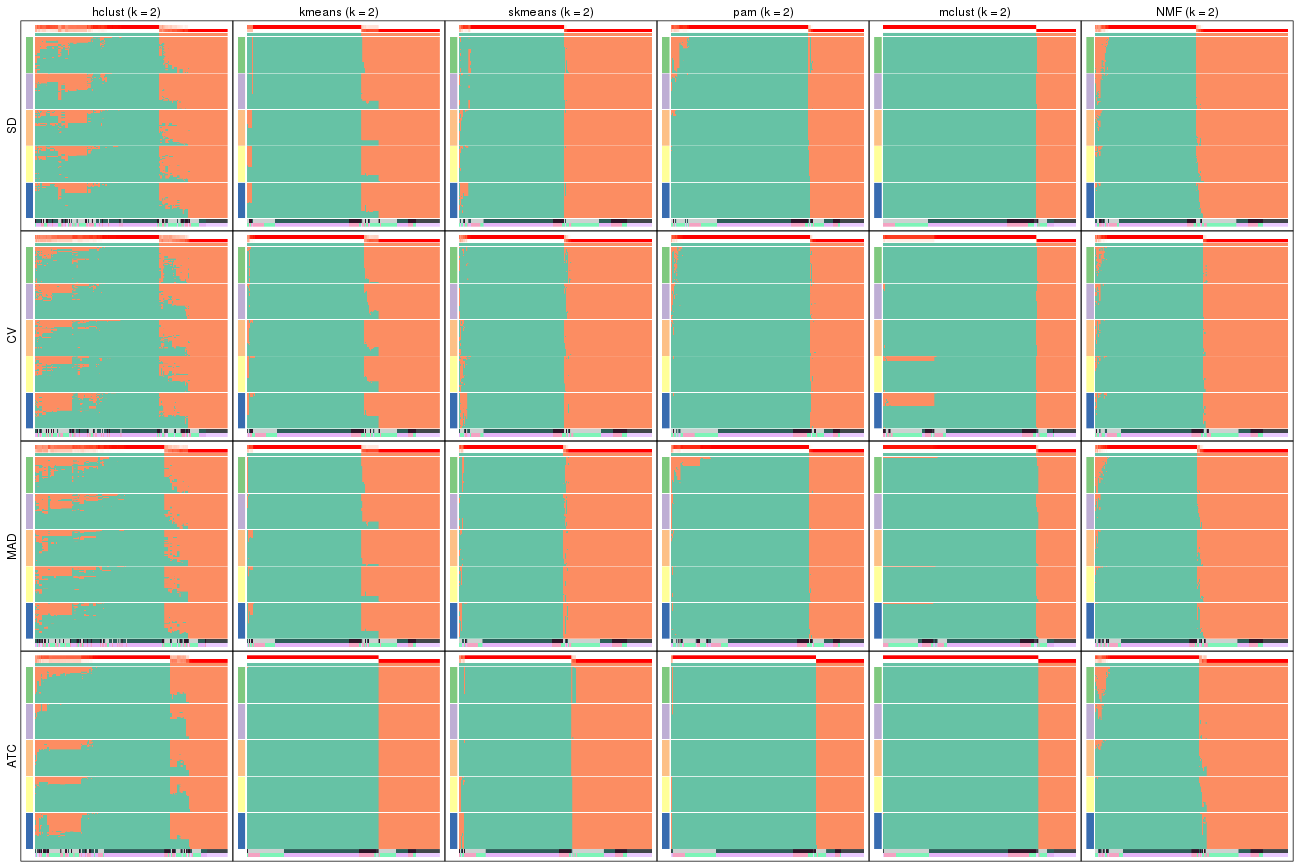 hclust (k = 2) kmeans (k = 2) skmeans (k = 2) pam (k = 2) mclust (k = 2) NMF (k = 2)
SD
CV
MAD
ATC